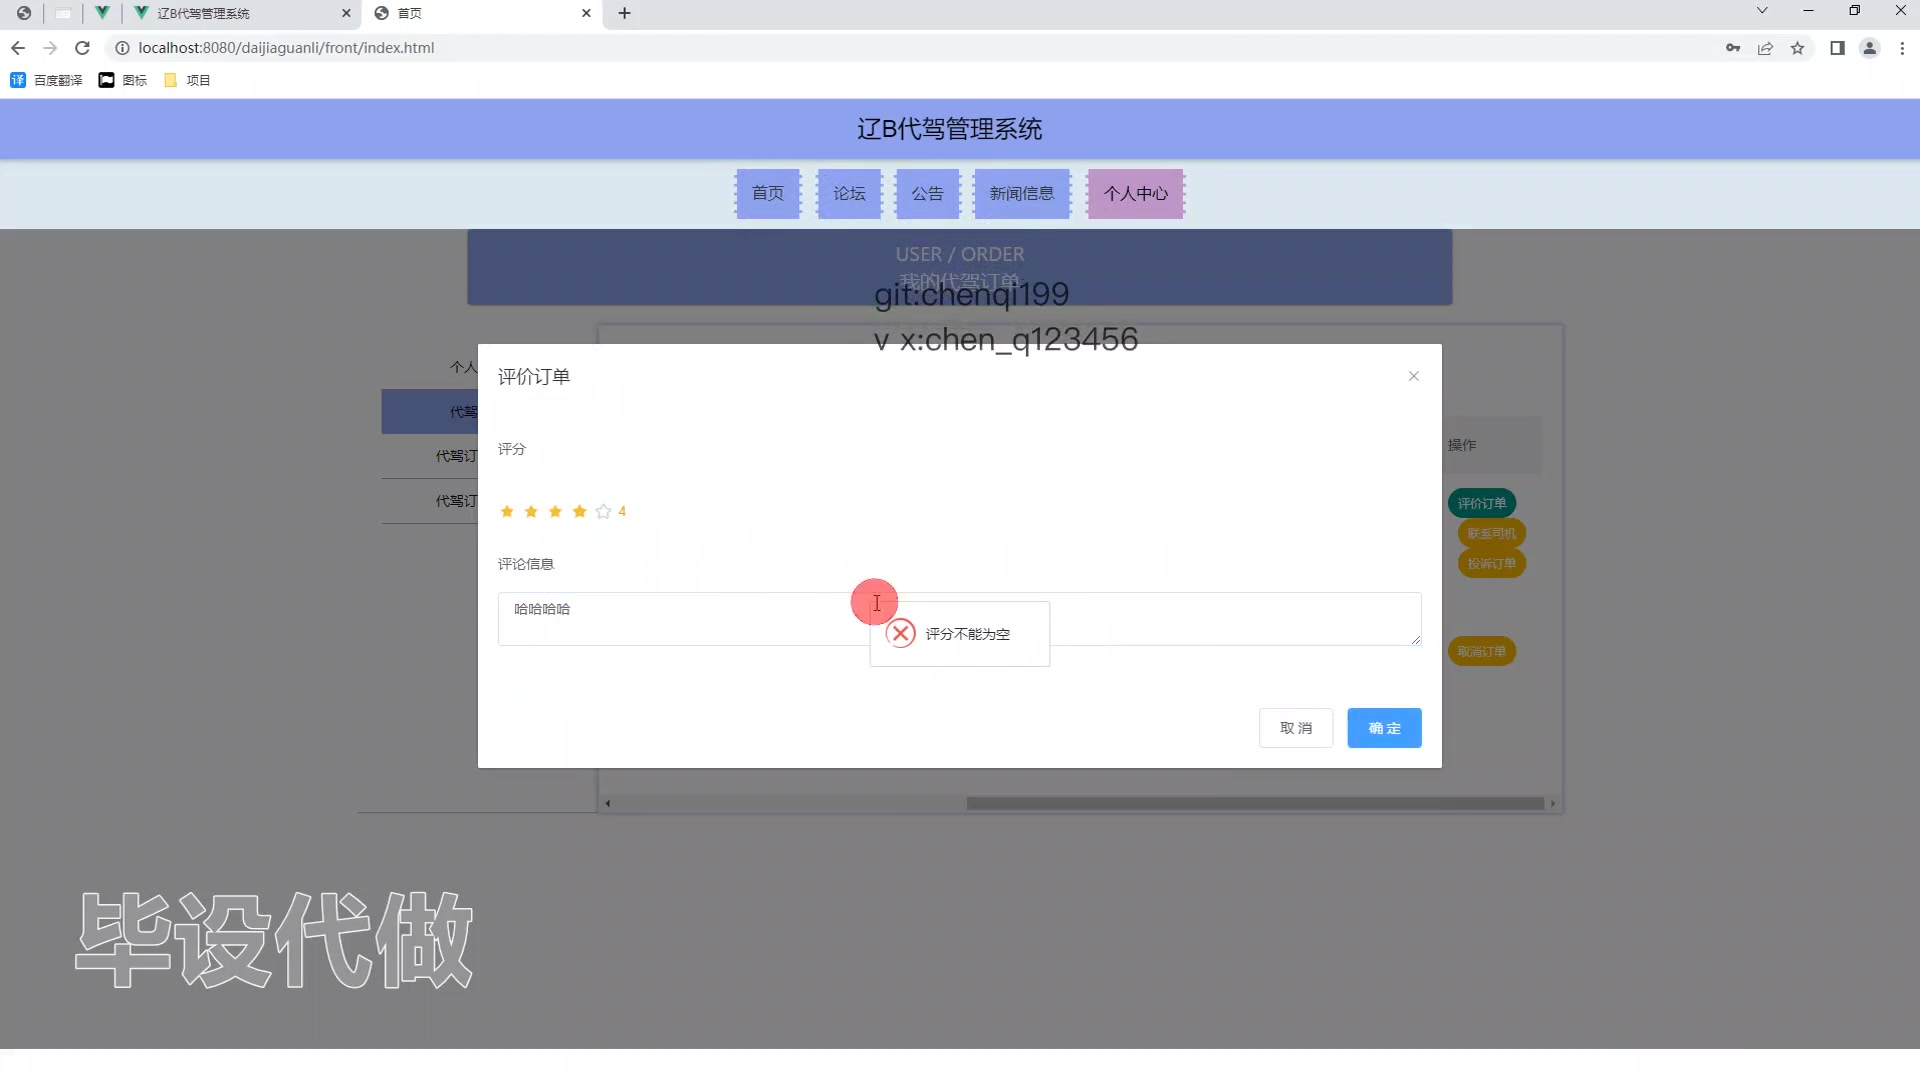 辽B代驾管理系统
首页
localhost:8080/daijiaguanli/front/index.html
百度翻译
图标
项目
辽B代驾管理系统
首页
论坛
公告
新闻信息
个人中心
USER / ORDER
我的代驾订单
git:chenqi199
v x:chen_q123456
个人
代驾
代驾订
代驾订
评价订单
评分
4
评论信息
哈哈哈哈
评分不能为空
取 消
确 定
操作
评价订单
联系司机
投诉订单
取消订单
毕设代做